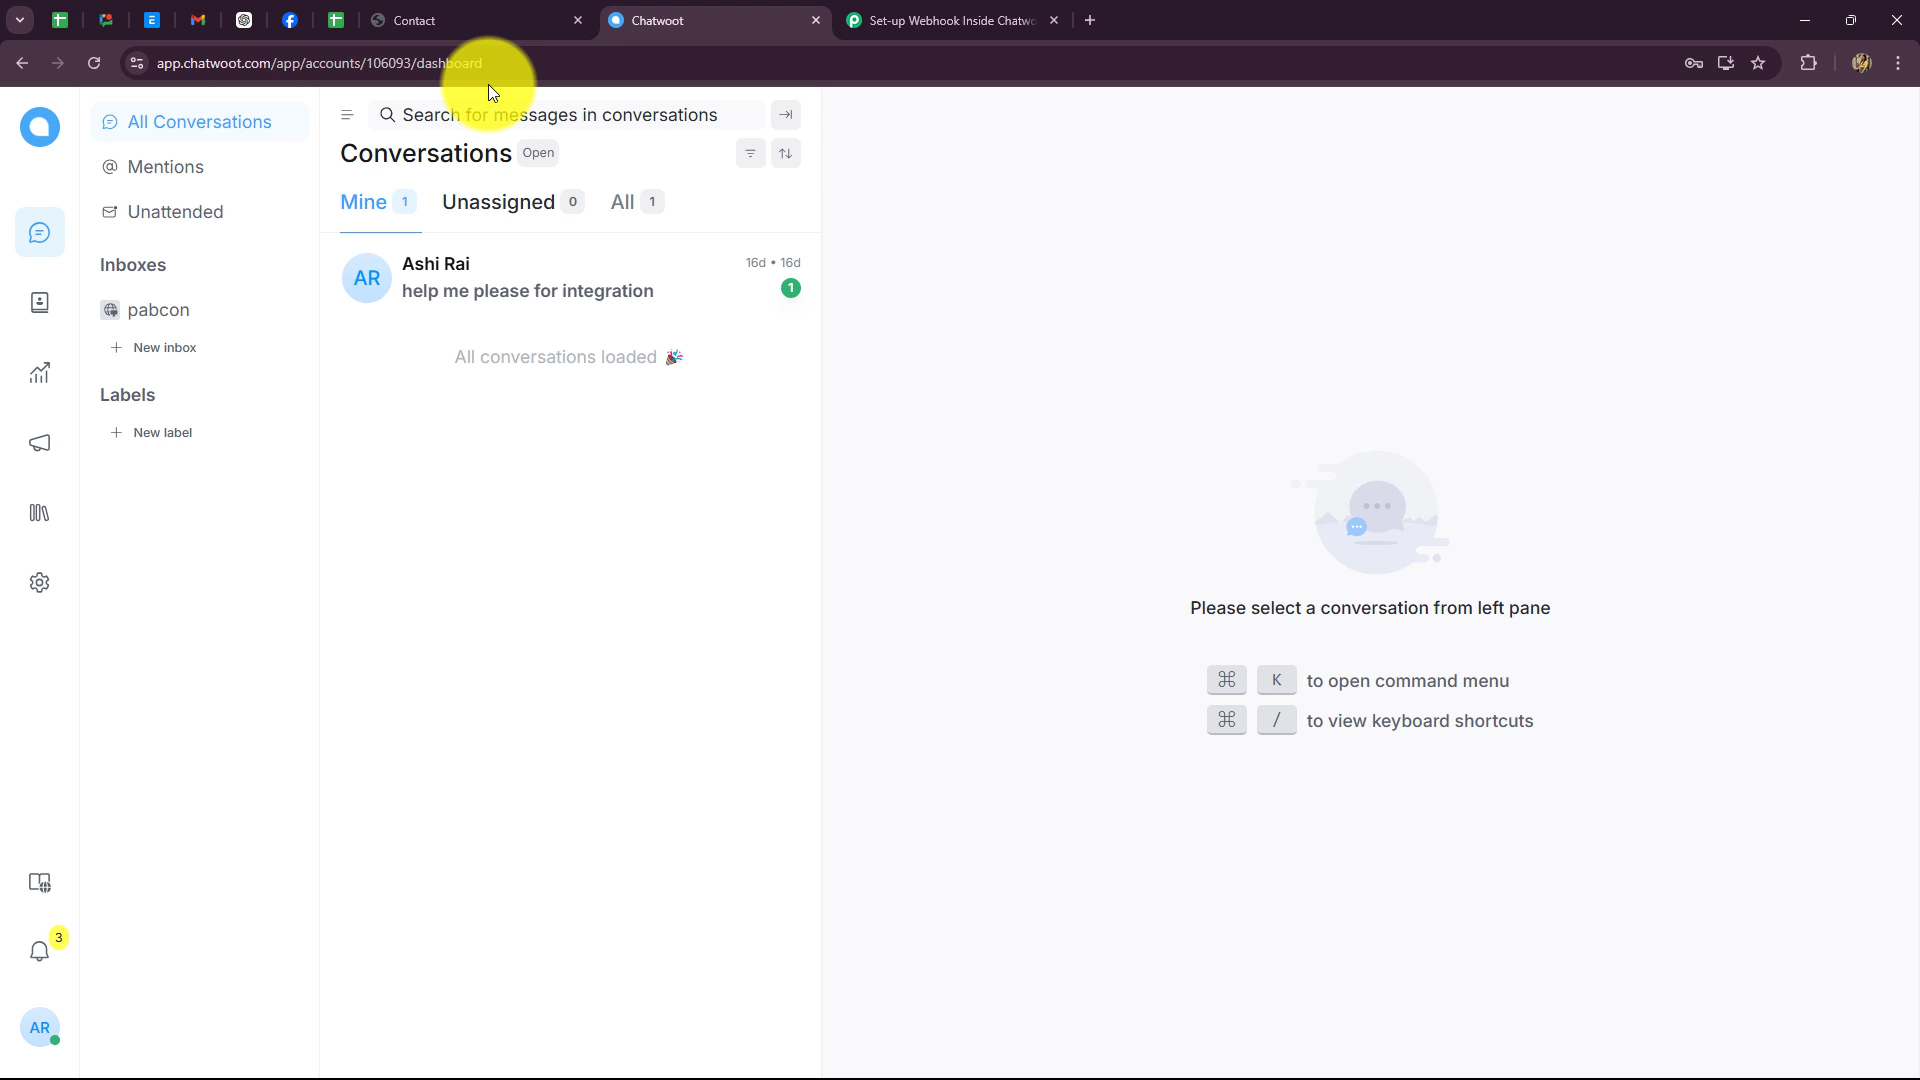 Contact
Chatwoot
Set-up Webhook Inside Chatwo
app.chatwoot.com/app/accounts/106093/dashboard
All Conversations
Mentions
Unattended
Inboxes
pabcon
New inbox
Labels
New label
3
AR
Search for messages in conversations
Conversations Open
Mine 1 Unassigned 0 All 1
AR
Ashi Rai
16d • 16d
help me please for integration
1
All conversations loaded 🎉
Please select a conversation from left pane
⌘ K to open command menu
⌘ / to view keyboard shortcuts